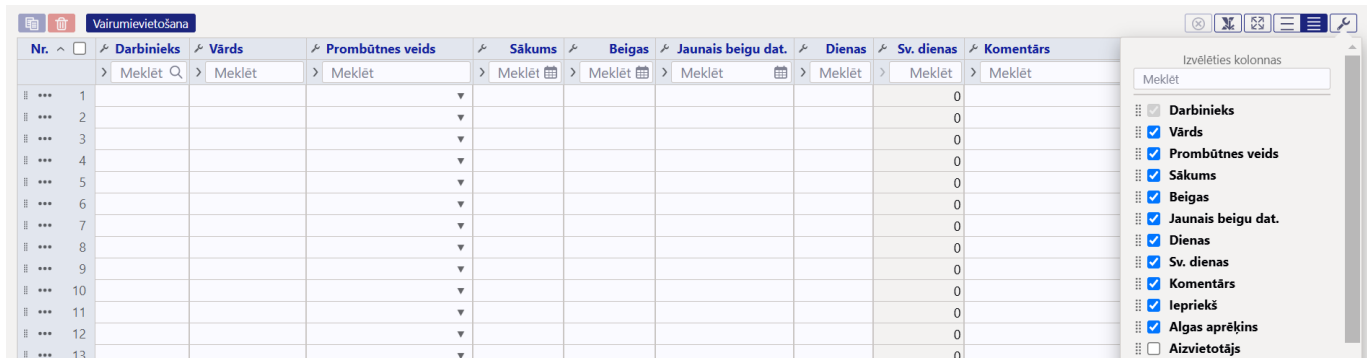 Vairumievietošana
Nr. Darbinieks Vārds Prombūtnes veids Sākums Beigas Jaunais beigu dat. Dienas Sv. dienas Komentārs
Meklēt Meklēt Meklēt Meklēt Meklēt Meklēt Meklēt Meklēt Meklēt
1 0
2 0
3 0
4 0
5 0
6 0
7 0
8 0
9 0
10 0
11 0
12 0
13 0
Izvēlēties kolonnas
Meklēt
Darbinieks
Vārds
Prombūtnes veids
Sākums
Beigas
Jaunais beigu dat.
Dienas
Sv. dienas
Komentārs
Iepriekš
Algas aprēķins
Aizvietotājs